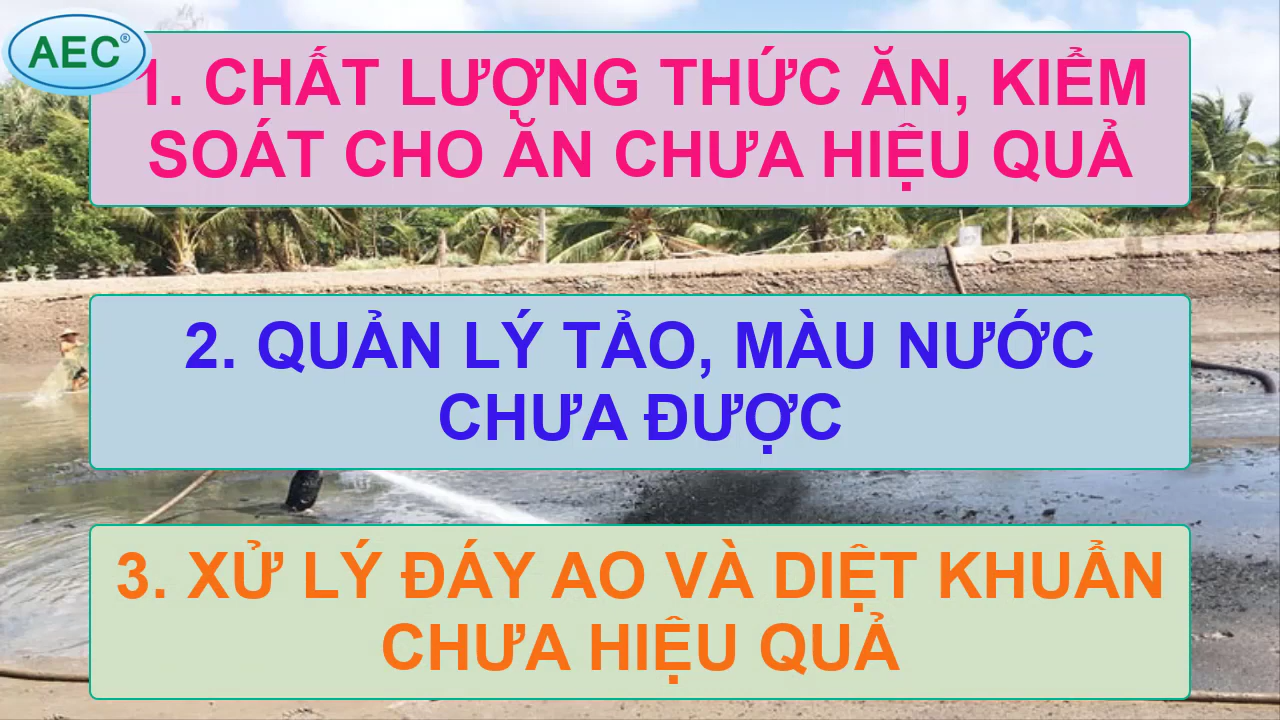 AEC®
1. CHẤT LƯỢNG THỨC ĂN, KIỂM
SOÁT CHO ĂN CHƯA HIỆU QUẢ
2. QUẢN LÝ TẢO, MÀU NƯỚC
CHƯA ĐƯỢC
3. XỬ LÝ ĐÁY AO VÀ DIỆT KHUẨN
CHƯA HIỆU QUẢ